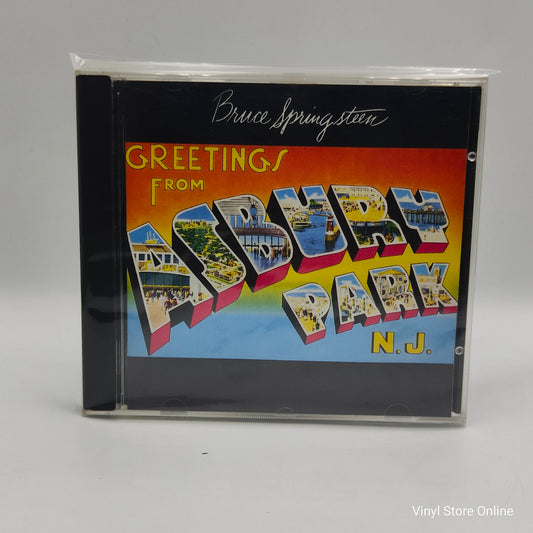 Bruce Springsteen
GREETINGS
FROM
ASBURY
PARK
N.J.
Vinyl Store Online